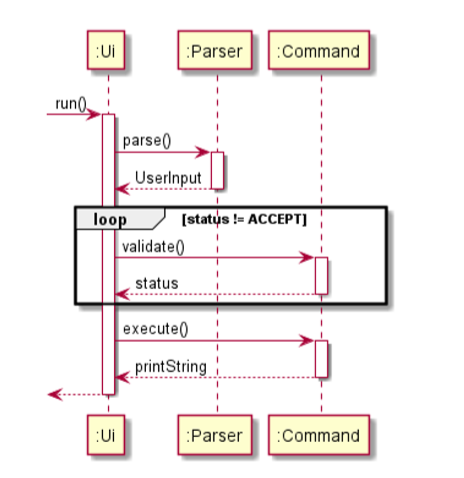 :Ui :Parser :Command
run()
parse()
UserInput
loop [status != ACCEPT]
validate()
status
execute()
printString
:Ui :Parser :Command